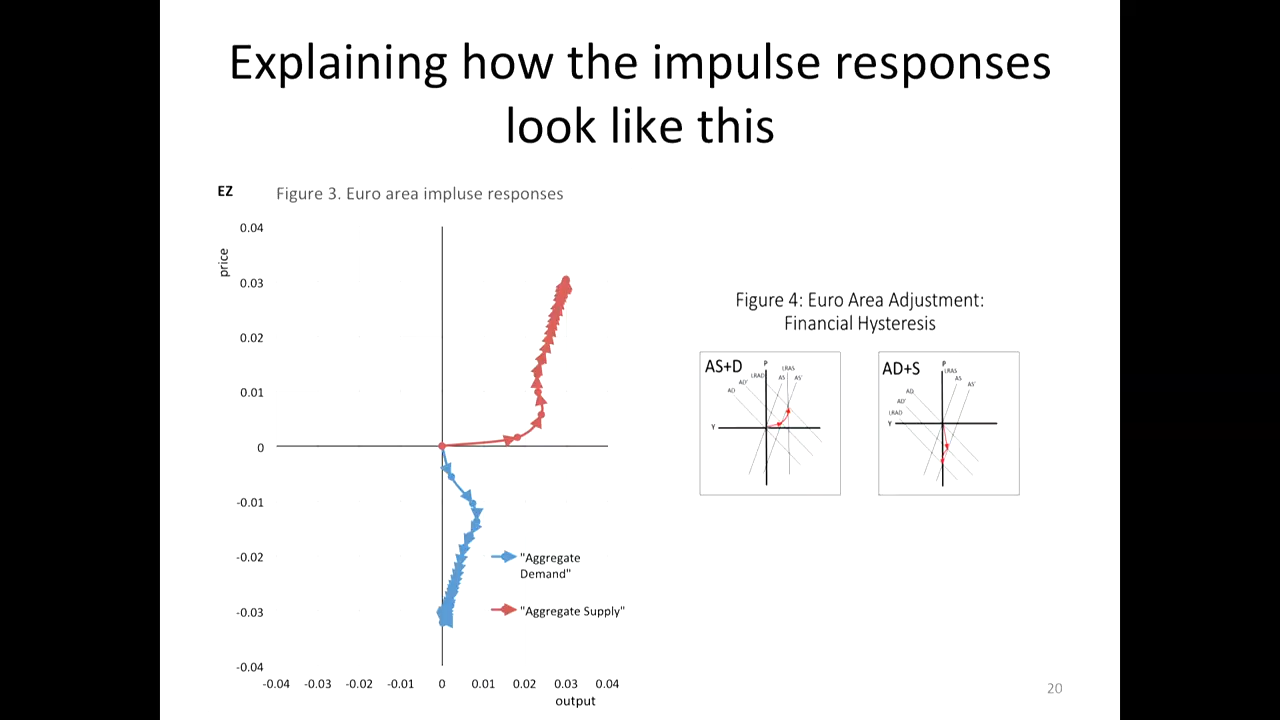 Explaining how the impulse responses
look like this
EZ
Figure 3. Euro area impluse responses
0.04
price
0.03
0.02
0.01
0
-0.01
-0.02
-0.03
-0.04
-0.04 -0.03 -0.02 -0.01 0 0.01 0.02 0.03 0.04
output
"Aggregate
Demand"
"Aggregate Supply"
Figure 4: Euro Area Adjustment:
Financial Hysteresis
AS+D
P
LRAS
LRAD
AS
AS'
AD'
AD
Y
AD+S
P
LRAS
AS
AS'
AD
AD'
LRAD
Y
20